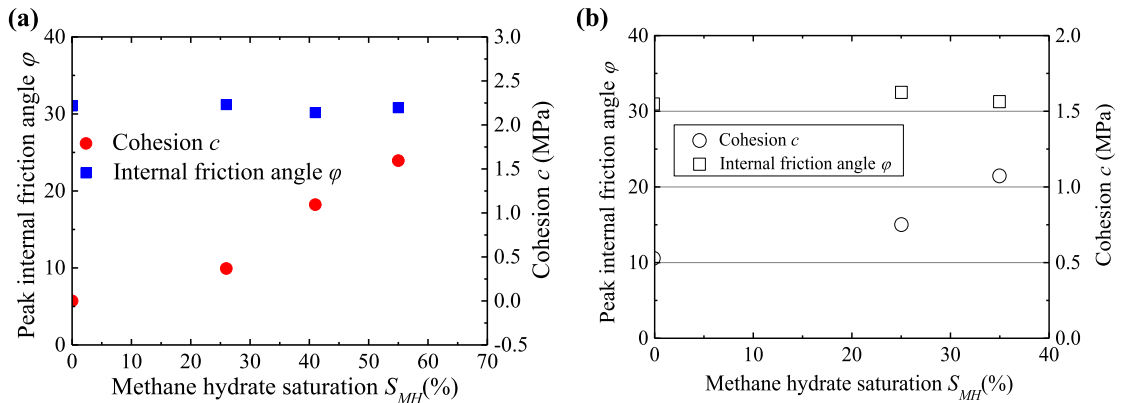 (a)
40
30
20
10
0
Peak internal friction angle φ
Cohesion c
Internal friction angle φ
3.0
2.5
2.0
1.5
1.0
0.5
0.0
-0.5
Cohesion c (MPa)
0 10 20 30 40 50 60 70
Methane hydrate saturation S_MH(%)
(b)
40
30
20
10
0
Peak internal friction angle φ
Cohesion c
Internal friction angle φ
2.0
1.5
1.0
0.5
0.0
Cohesion c (MPa)
0 10 20 30 40
Methane hydrate saturation S_MH(%)